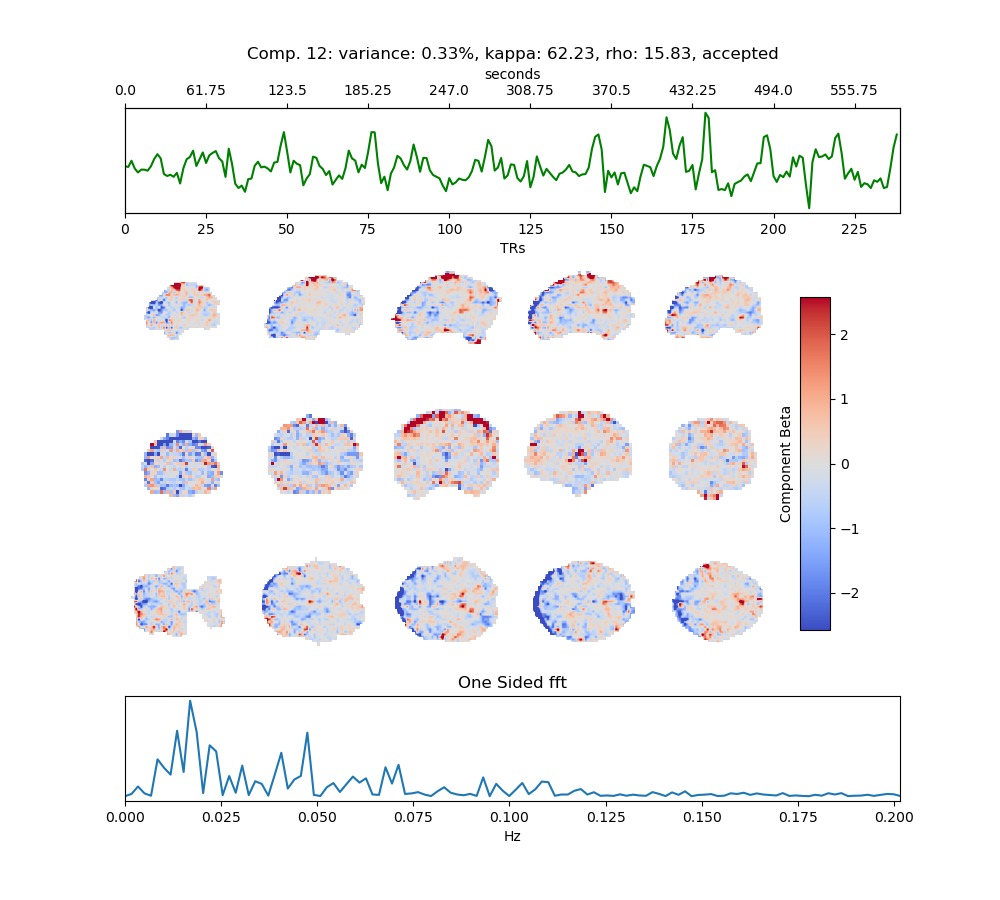 Comp. 12: variance: 0.33%, kappa: 62.23, rho: 15.83, accepted
seconds
0.0 61.75 123.5 185.25 247.0 308.75 370.5 432.25 494.0 555.75
0 25 50 75 100 125 150 175 200 225
TRs
2
1
0
−1
−2
Component Beta
One Sided fft
0.000 0.025 0.050 0.075 0.100 0.125 0.150 0.175 0.200
Hz